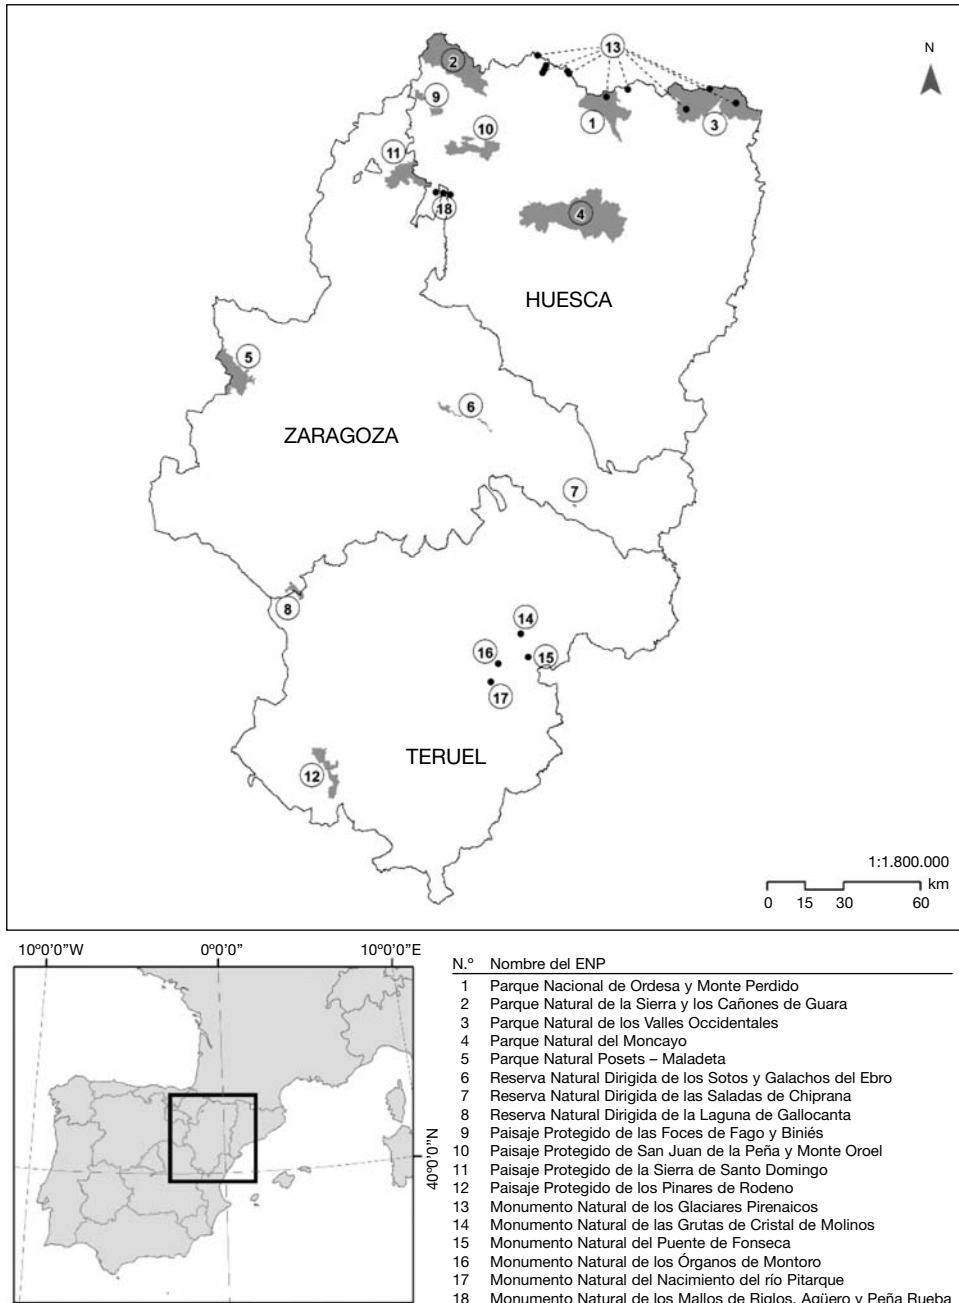 N
13
2
9
1
3
10
11
18
4
HUESCA
5
6
ZARAGOZA
7
8
14
16
15
17
12
TERUEL
1:1.800.000
km
0 15 30 60
10º0’0”W 0º0’0” 10º0’0”E
40º0’0”N
N.º Nombre del ENP
1 Parque Nacional de Ordesa y Monte Perdido
2 Parque Natural de la Sierra y los Cañones de Guara
3 Parque Natural de los Valles Occidentales
4 Parque Natural del Moncayo
5 Parque Natural Posets – Maladeta
6 Reserva Natural Dirigida de los Sotos y Galachos del Ebro
7 Reserva Natural Dirigida de las Saladas de Chiprana
8 Reserva Natural Dirigida de la Laguna de Gallocanta
9 Paisaje Protegido de las Foces de Fago y Biniés
10 Paisaje Protegido de San Juan de la Peña y Monte Oroel
11 Paisaje Protegido de la Sierra de Santo Domingo
12 Paisaje Protegido de los Pinares de Rodeno
13 Monumento Natural de los Glaciares Pirenaicos
14 Monumento Natural de las Grutas de Cristal de Molinos
15 Monumento Natural del Puente de Fonseca
16 Monumento Natural de los Órganos de Montoro
17 Monumento Natural del Nacimiento del río Pitarque
18 Monumento Natural de los Mallos de Riglos, Agüero y Peña Rueba